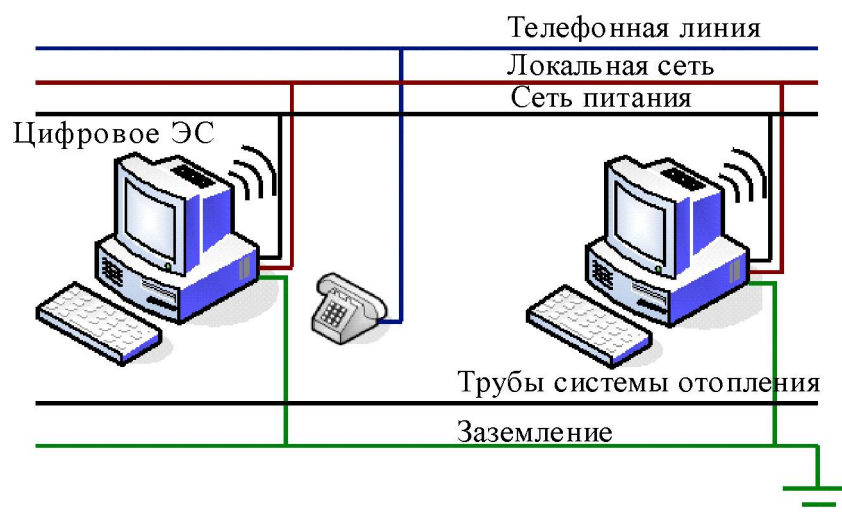 Телефонная линия
Локальная сеть
Сеть питания
Цифровое ЭС
Трубы системы отопления
Заземление